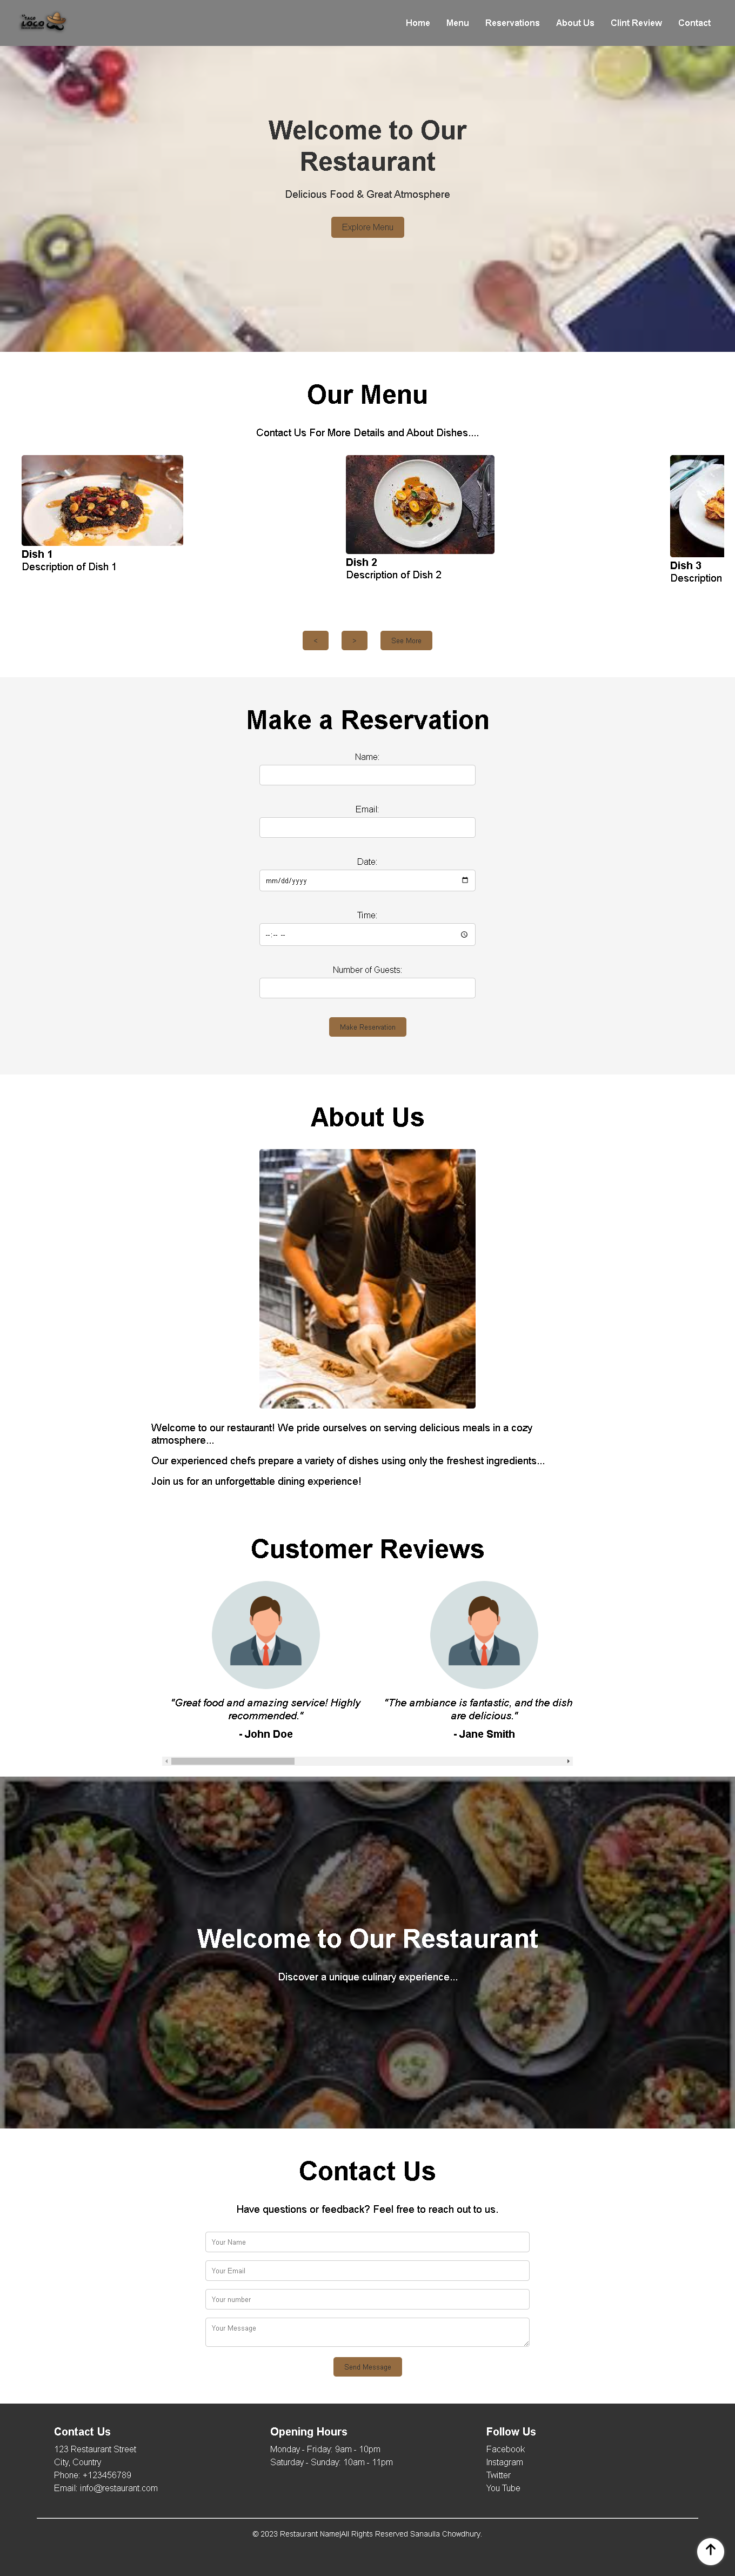 CASA
LOCO
Home Menu Reservations About Us Clint Review Contact
Welcome to Our
Restaurant
Delicious Food & Great Atmosphere
Explore Menu
Our Menu
Contact Us For More Details and About Dishes....
Dish 1
Description of Dish 1
Dish 2
Description of Dish 2
Dish 3
Description
< > See More
Make a Reservation
Name:
Email:
Date:
mm/dd/yyyy
Time:
--:-- --
Number of Guests:
Make Reservation
About Us
Welcome to our restaurant! We pride ourselves on serving delicious meals in a cozy
atmosphere...
Our experienced chefs prepare a variety of dishes using only the freshest ingredients...
Join us for an unforgettable dining experience!
Customer Reviews
"Great food and amazing service! Highly
recommended."
- John Doe
"The ambiance is fantastic, and the dish
are delicious."
- Jane Smith
Welcome to Our Restaurant
Discover a unique culinary experience...
Contact Us
Have questions or feedback? Feel free to reach out to us.
Your Name
Your Email
Your number
Your Message
Send Message
Contact Us
123 Restaurant Street
City, Country
Phone: +123456789
Email: info@restaurant.com
Opening Hours
Monday - Friday: 9am - 10pm
Saturday - Sunday: 10am - 11pm
Follow Us
Facebook
Instagram
Twitter
You Tube
© 2023 Restaurant Name|All Rights Reserved Sanaulla Chowdhury.